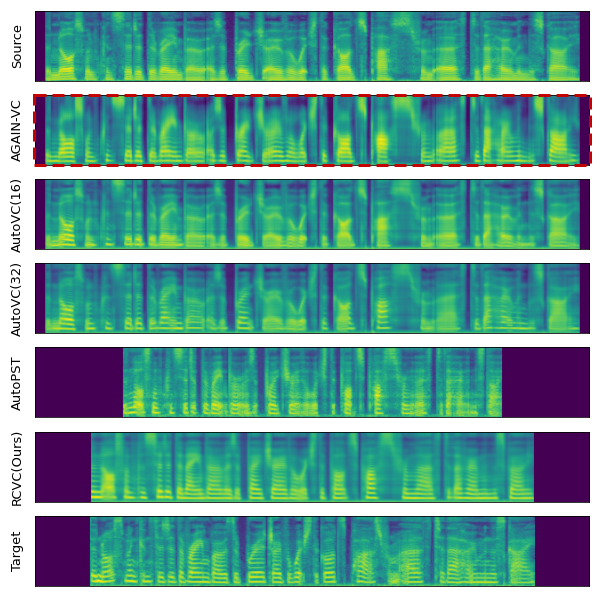 Source
AGAIN-VC
AutoVC(16)
AutoVC(32)
AutoPST
RCVC(Ours)
Target